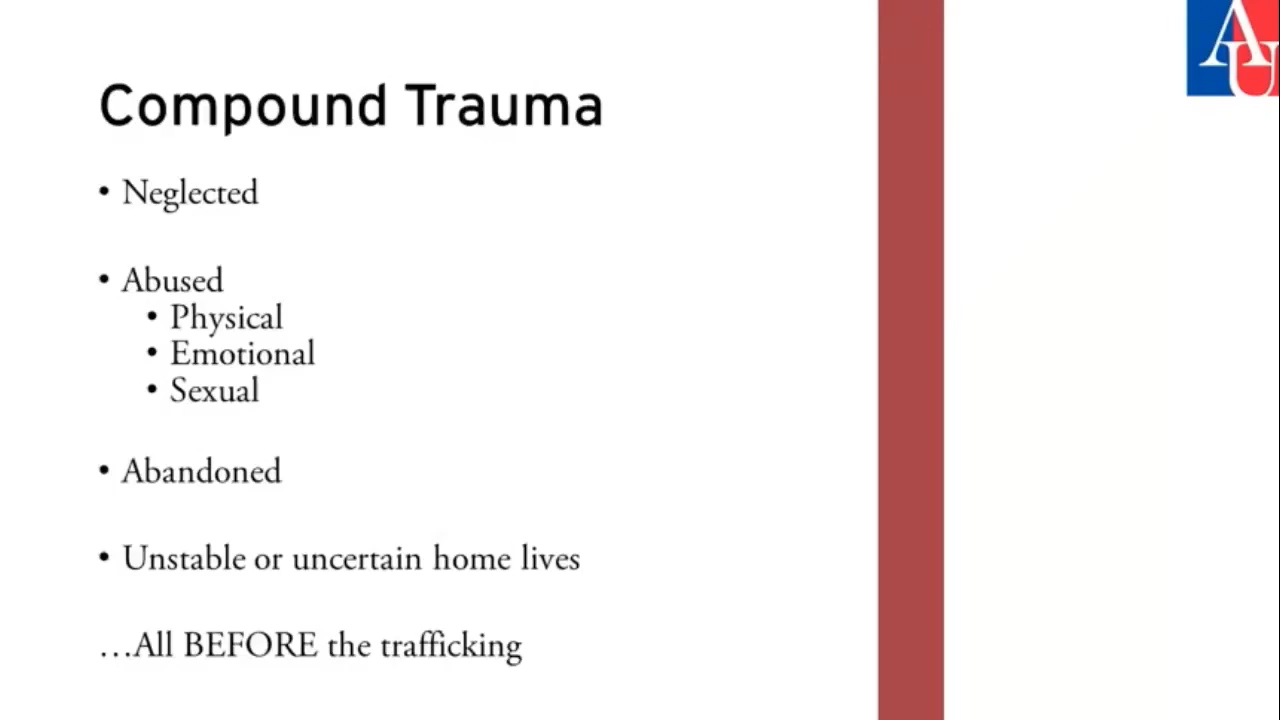 AU
Compound Trauma
• Neglected
• Abused
• Physical
• Emotional
• Sexual
• Abandoned
• Unstable or uncertain home lives
…All BEFORE the trafficking